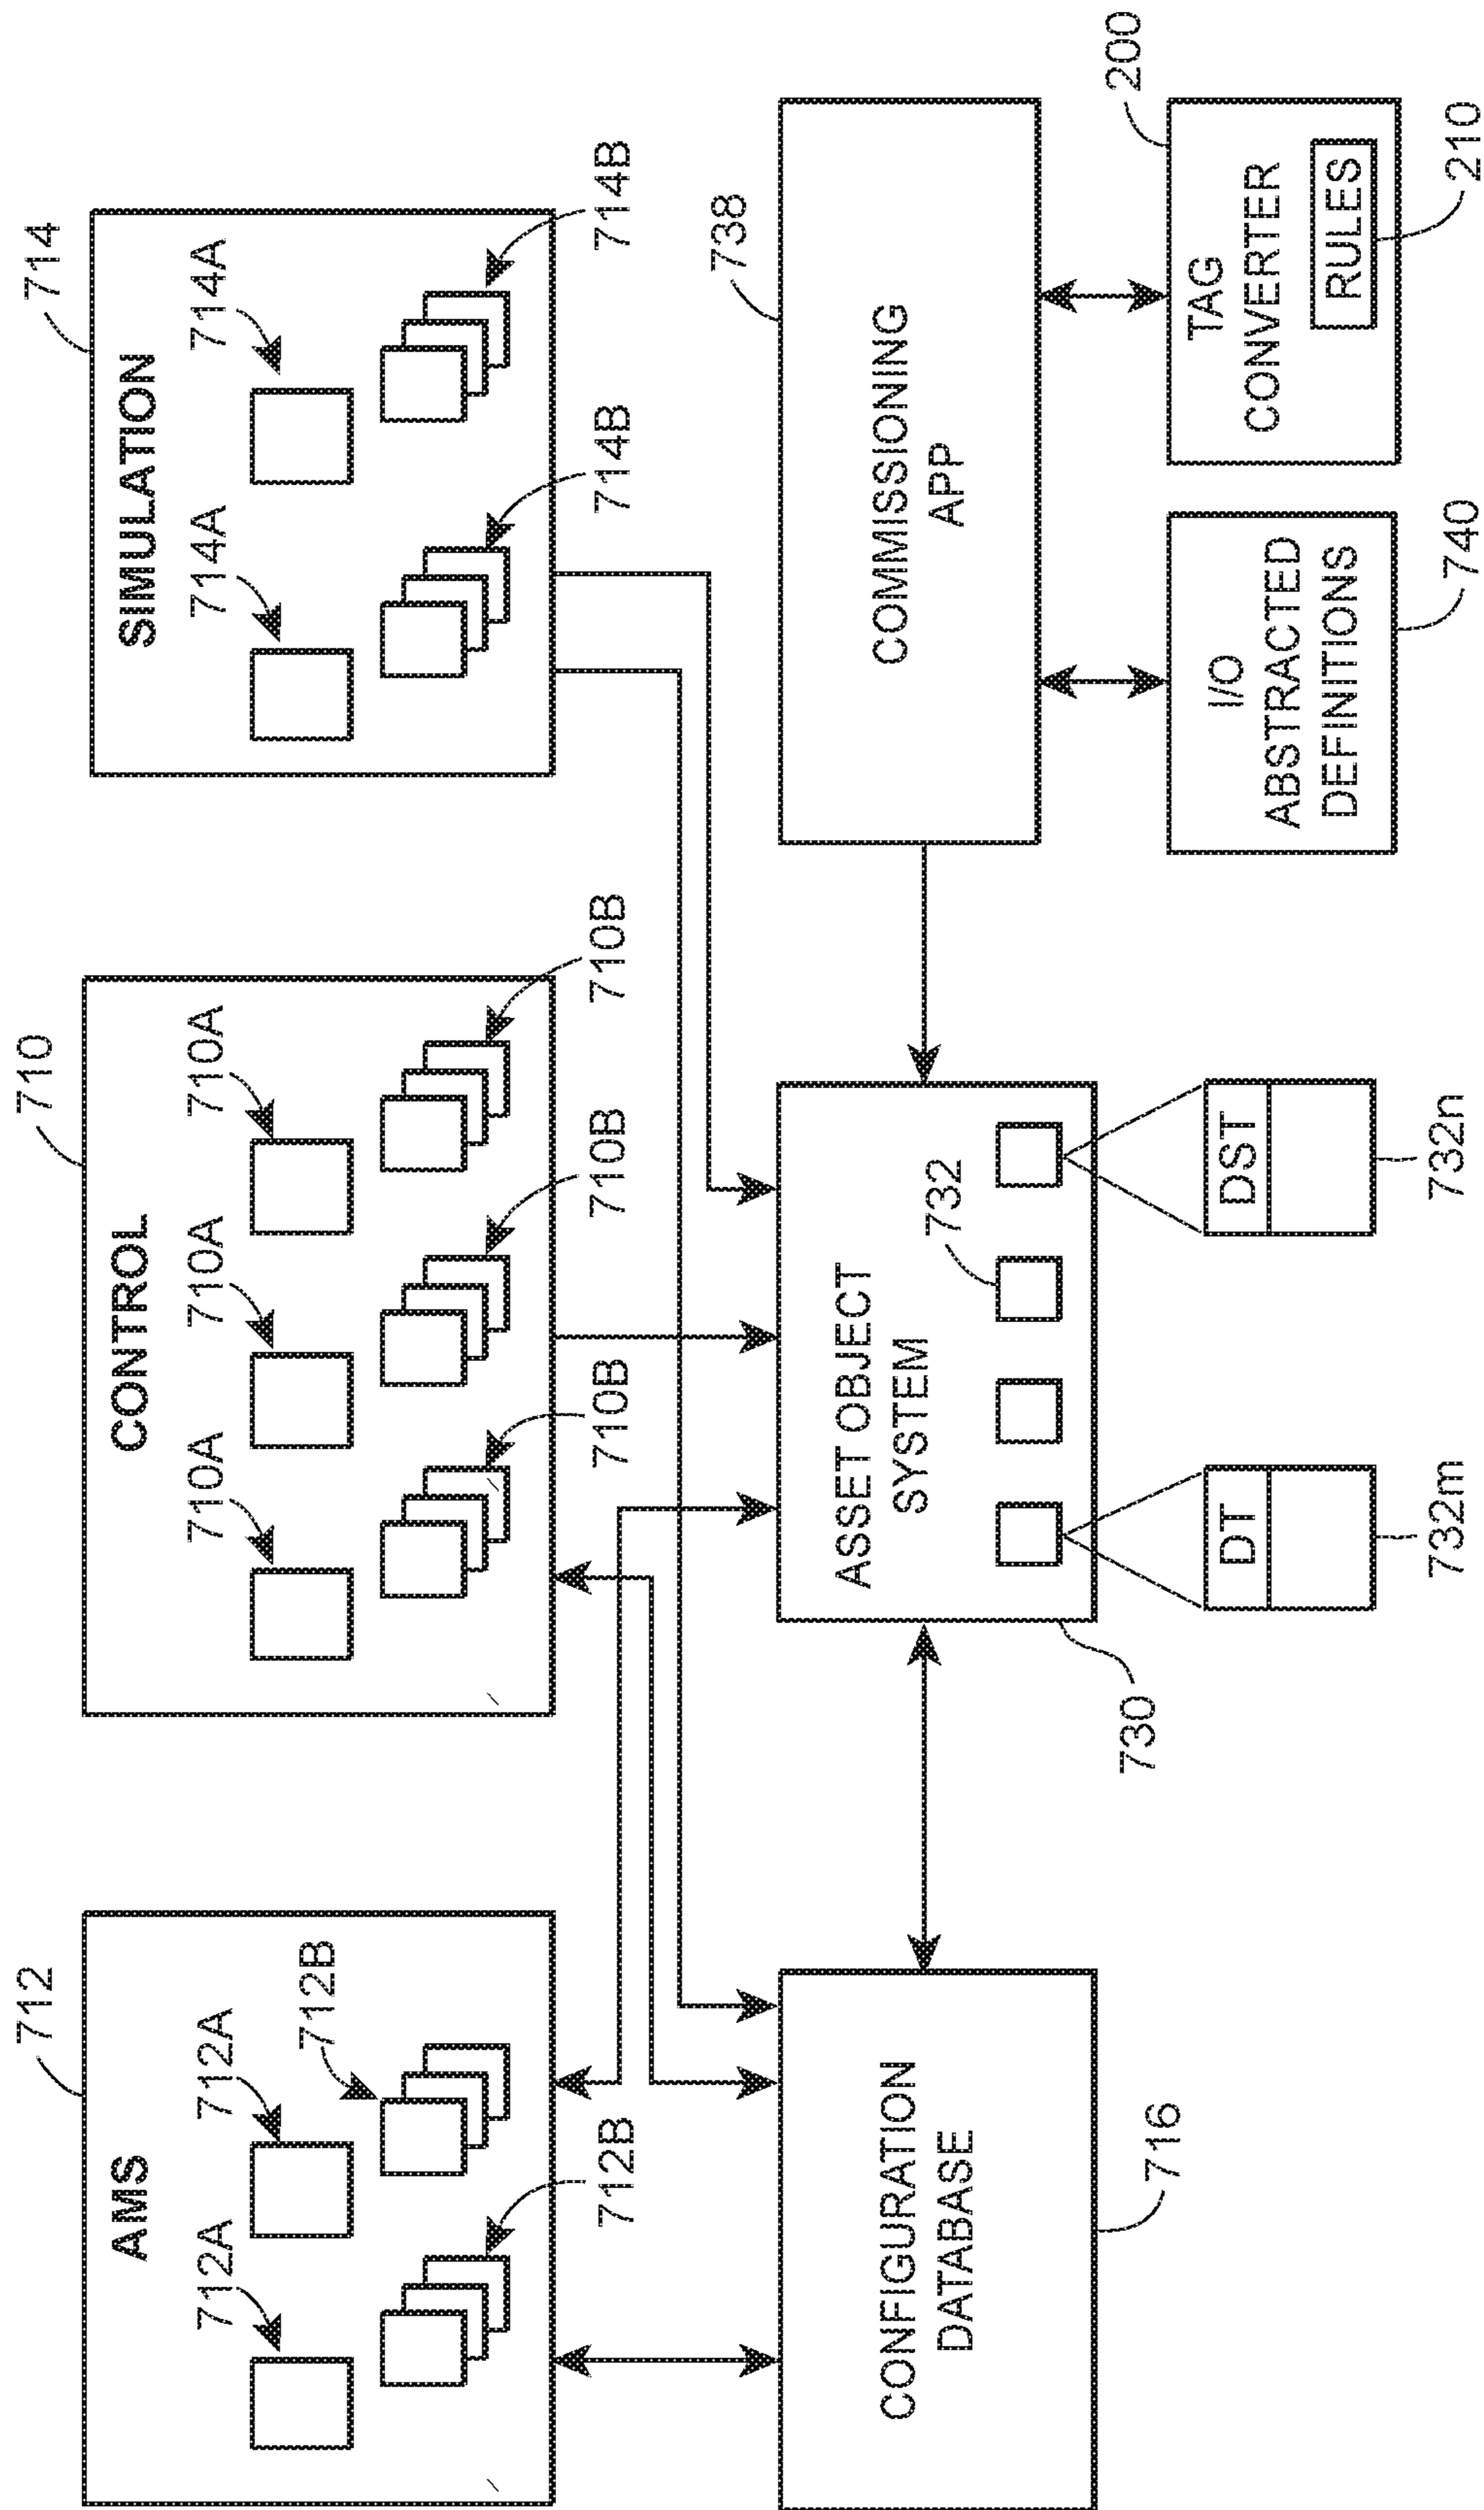 712
AMS
712A
712A
712B
712B
710
CONTROL
710A
710A
710A
710B
710B
710B
714
SIMULATION
714A
714A
714B
714B
CONFIGURATION
DATABASE
716
ASSET OBJECT
SYSTEM
732
730
DT
732m
DST
732n
738
COMMISSIONING
APP
I/O
ABSTRACTED
DEFINITIONS
740
200
TAG
CONVERTER
RULES
210